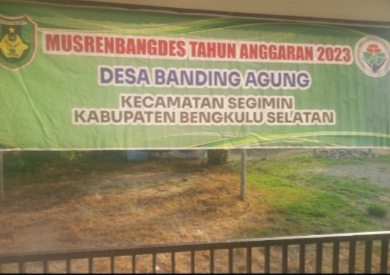 MUSRENBANGDES TAHUN ANGGARAN 2023
DESA BANDING AGUNG
KECAMATAN SEGIMIN
KABUPATEN BENGKULU SELATAN